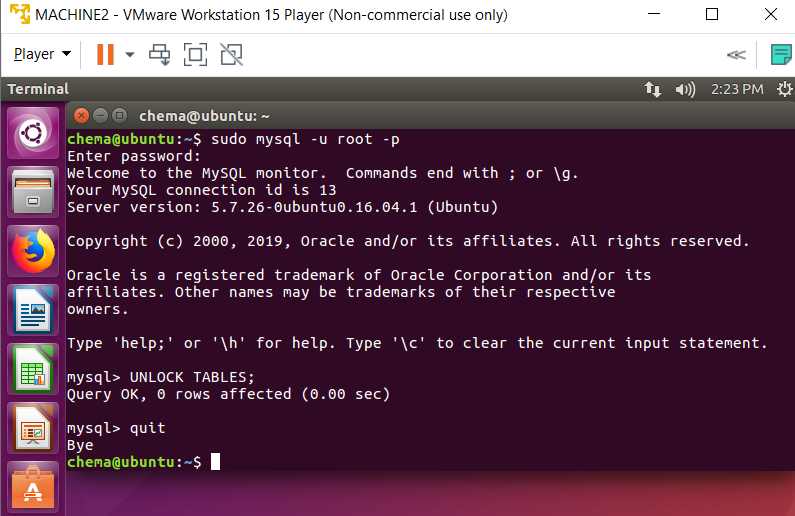 MACHINE2 - VMware Workstation 15 Player (Non-commercial use only)
Player
Terminal
2:23 PM
chema@ubuntu: ~
chema@ubuntu:~$ sudo mysql -u root -p
Enter password:
Welcome to the MySQL monitor.  Commands end with ; or \g.
Your MySQL connection id is 13
Server version: 5.7.26-0ubuntu0.16.04.1 (Ubuntu)
Copyright (c) 2000, 2019, Oracle and/or its affiliates. All rights reserved.
Oracle is a registered trademark of Oracle Corporation and/or its
affiliates. Other names may be trademarks of their respective
owners.
Type 'help;' or '\h' for help. Type '\c' to clear the current input statement.
mysql> UNLOCK TABLES;
Query OK, 0 rows affected (0.00 sec)
mysql> quit
Bye
chema@ubuntu:~$